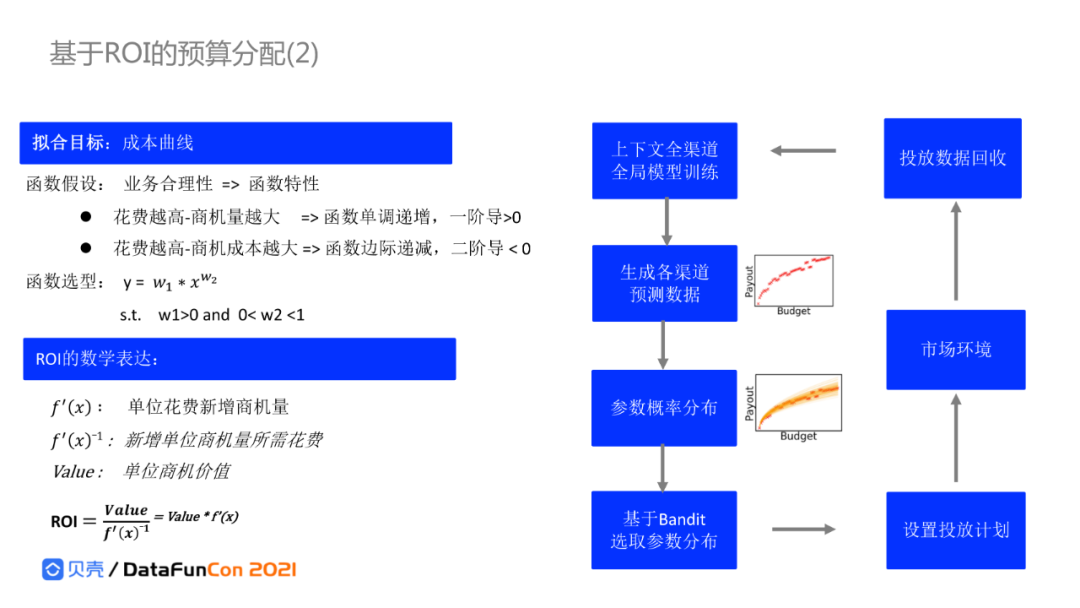 基于ROI的预算分配(2)
拟合目标：成本曲线
函数假设： 业务合理性 => 函数特性
● 花费越高-商机量越大 => 函数单调递增，一阶导>0
● 花费越高-商机成本越大 => 函数边际递减，二阶导 < 0
函数选型： y = w₁ * x^w₂
s.t. w1>0 and 0< w2 <1
ROI的数学表达：
f′(x)： 单位花费新增商机量
f′(x)⁻¹： 新增单位商机量所需花费
Value： 单位商机价值
ROI = Value / f′(x)⁻¹ = Value * f′(x)
贝壳 / DataFunCon 2021
上下文全渠道
全局模型训练
生成各渠道
预测数据
Payout
Budget
参数概率分布
Payout
Budget
基于Bandit
选取参数分布
设置投放计划
市场环境
投放数据回收